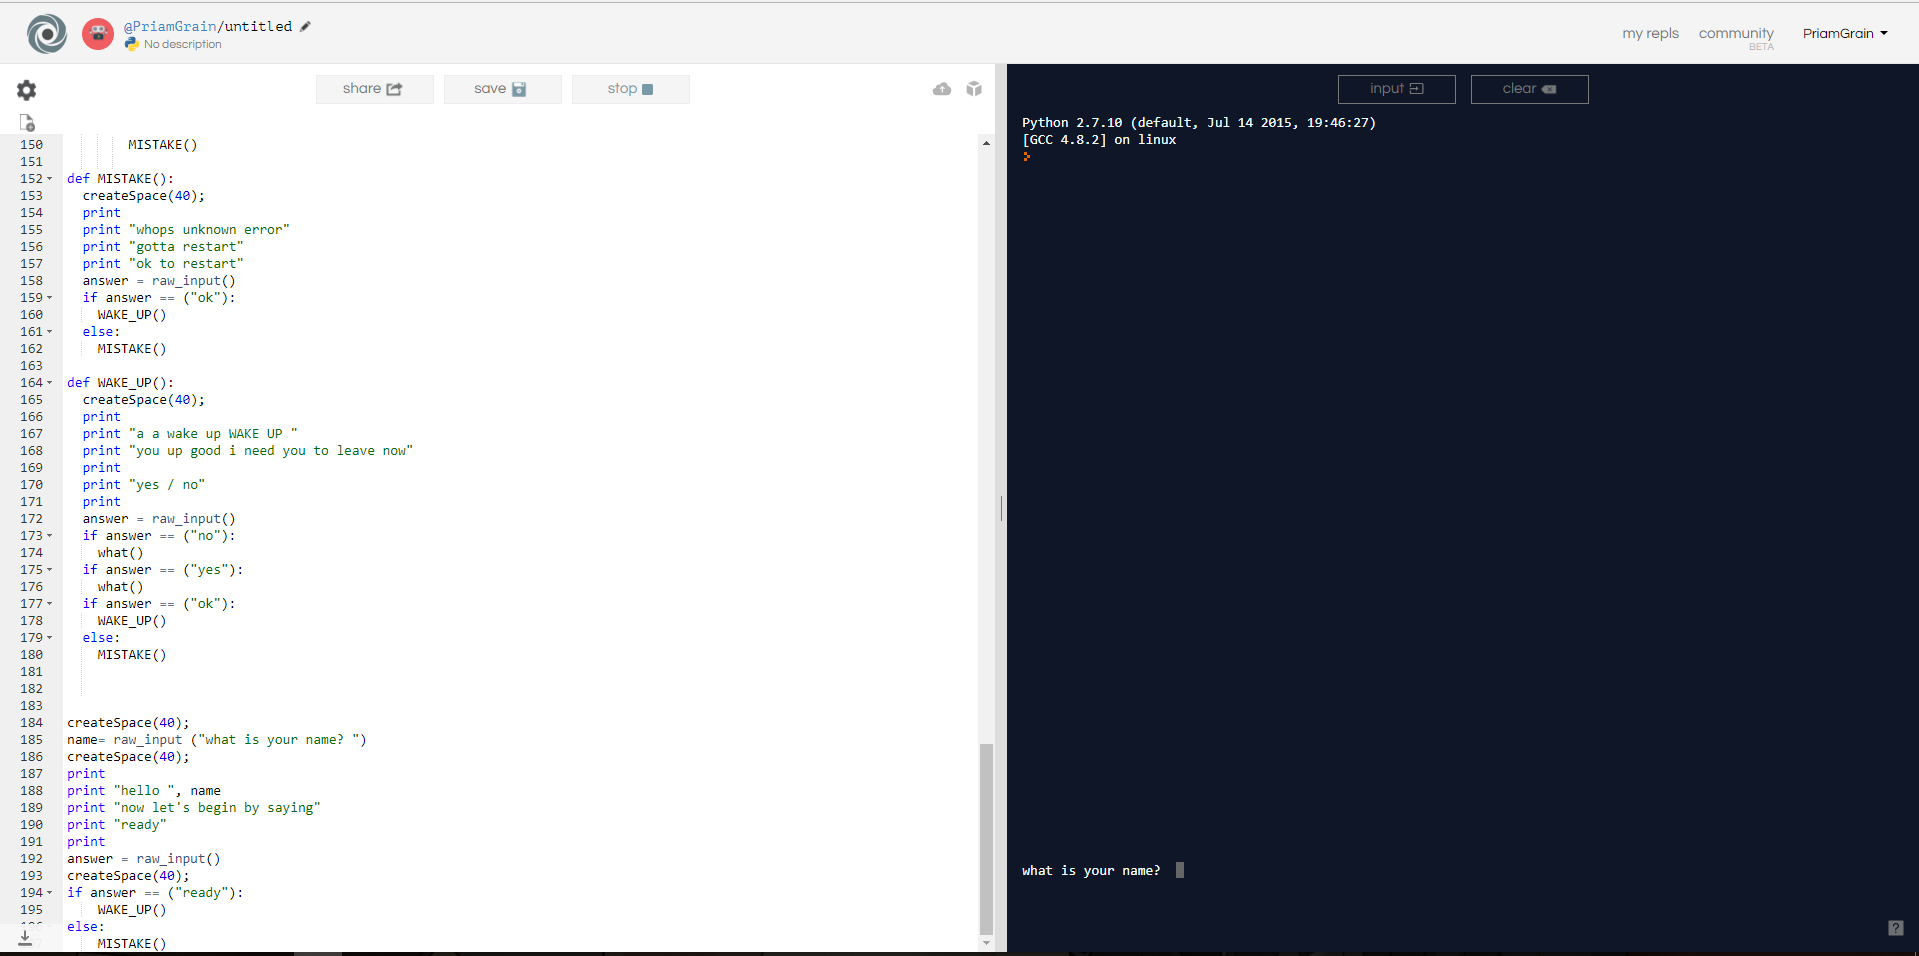 @PriamGrain/untitled
No description
my repls
community
BETA
PriamGrain
share
save
stop
input
clear
150 MISTAKE()
151
152 def MISTAKE():
153 createSpace(40);
154 print
155 print "whops unknown error"
156 print "gotta restart"
157 print "ok to restart"
158 answer = raw_input()
159 if answer == ("ok"):
160 WAKE_UP()
161 else:
162 MISTAKE()
163
164 def WAKE_UP():
165 createSpace(40);
166 print
167 print "a a wake up WAKE UP "
168 print "you up good i need you to leave now"
169 print
170 print "yes / no"
171 print
172 answer = raw_input()
173 if answer == ("no"):
174 what()
175 if answer == ("yes"):
176 what()
177 if answer == ("ok"):
178 WAKE_UP()
179 else:
180 MISTAKE()
181
182
183
184 createSpace(40);
185 name= raw_input ("what is your name? ")
186 createSpace(40);
187 print
188 print "hello ", name
189 print "now let's begin by saying"
190 print "ready"
191 print
192 answer = raw_input()
193 createSpace(40);
194 if answer == ("ready"):
195 WAKE_UP()
else:
MISTAKE()
Python 2.7.10 (default, Jul 14 2015, 19:46:27)
[GCC 4.8.2] on linux
what is your name?
?